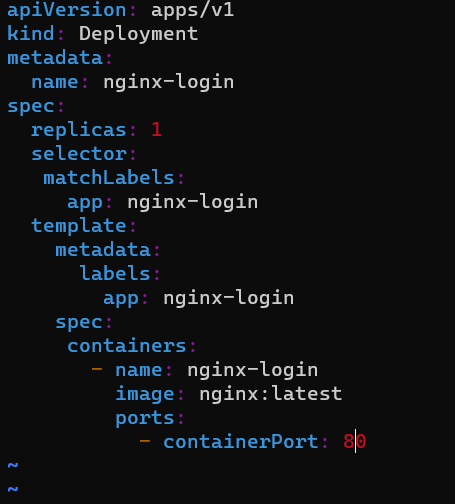 apiVersion: apps/v1
kind: Deployment
metadata:
  name: nginx-login
spec:
  replicas: 1
  selector:
   matchLabels:
     app: nginx-login
  template:
    metadata:
      labels:
        app: nginx-login
    spec:
     containers:
       - name: nginx-login
         image: nginx:latest
         ports:
           - containerPort: 80
~
~